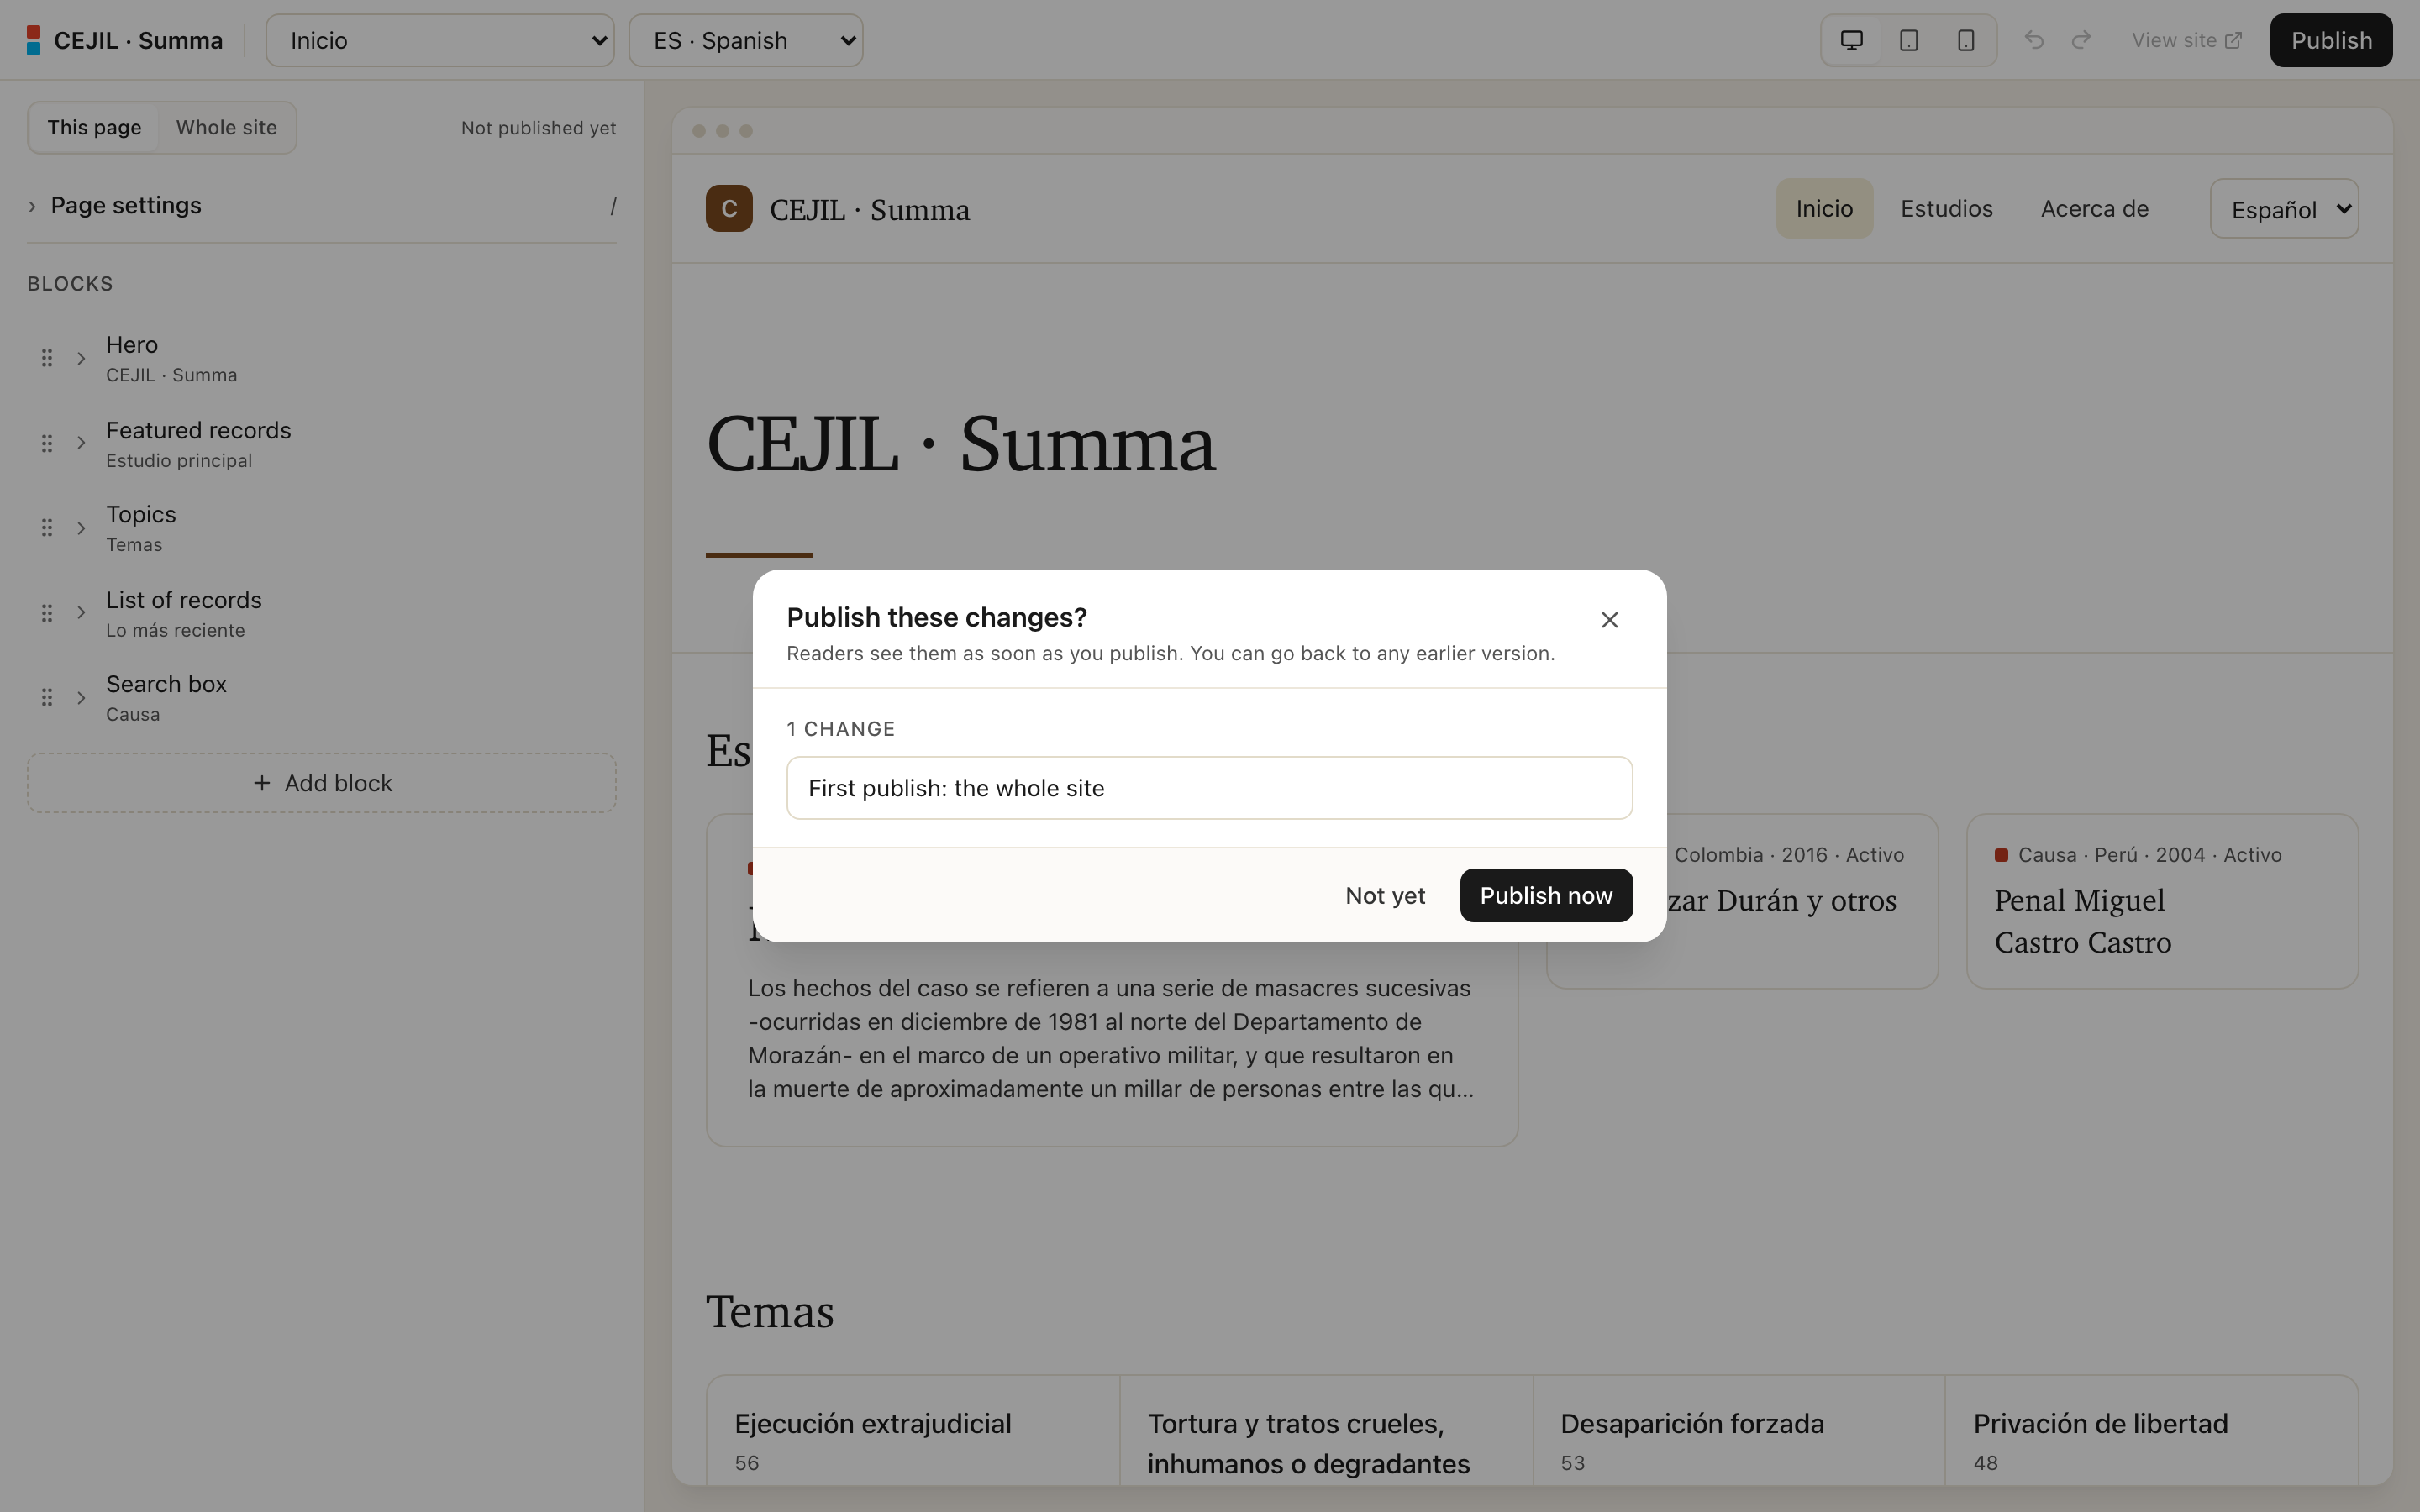 CEJIL · Summa
Inicio
ES · Spanish
View site
Publish
This page
Whole site
Not published yet
Page settings
/
BLOCKS
Hero
CEJIL · Summa
Featured records
Estudio principal
Topics
Temas
List of records
Lo más reciente
Search box
Causa
+ Add block
C
CEJIL · Summa
Inicio
Estudios
Acerca de
Español
CEJIL · Summa
Publish these changes?
Readers see them as soon as you publish. You can go back to any earlier version.
1 CHANGE
First publish: the whole site
Not yet
Publish now
Colombia · 2016 · Activo
Durán y otros
Causa · Perú · 2004 · Activo
Penal Miguel
Castro Castro
Los hechos del caso se refieren a una serie de masacres sucesivas
-ocurridas en diciembre de 1981 al norte del Departamento de
Morazán- en el marco de un operativo militar, y que resultaron en
la muerte de aproximadamente un millar de personas entre las qu...
Temas
Ejecución extrajudicial
56
Tortura y tratos crueles,
inhumanos o degradantes
Desaparición forzada
53
Privación de libertad
48